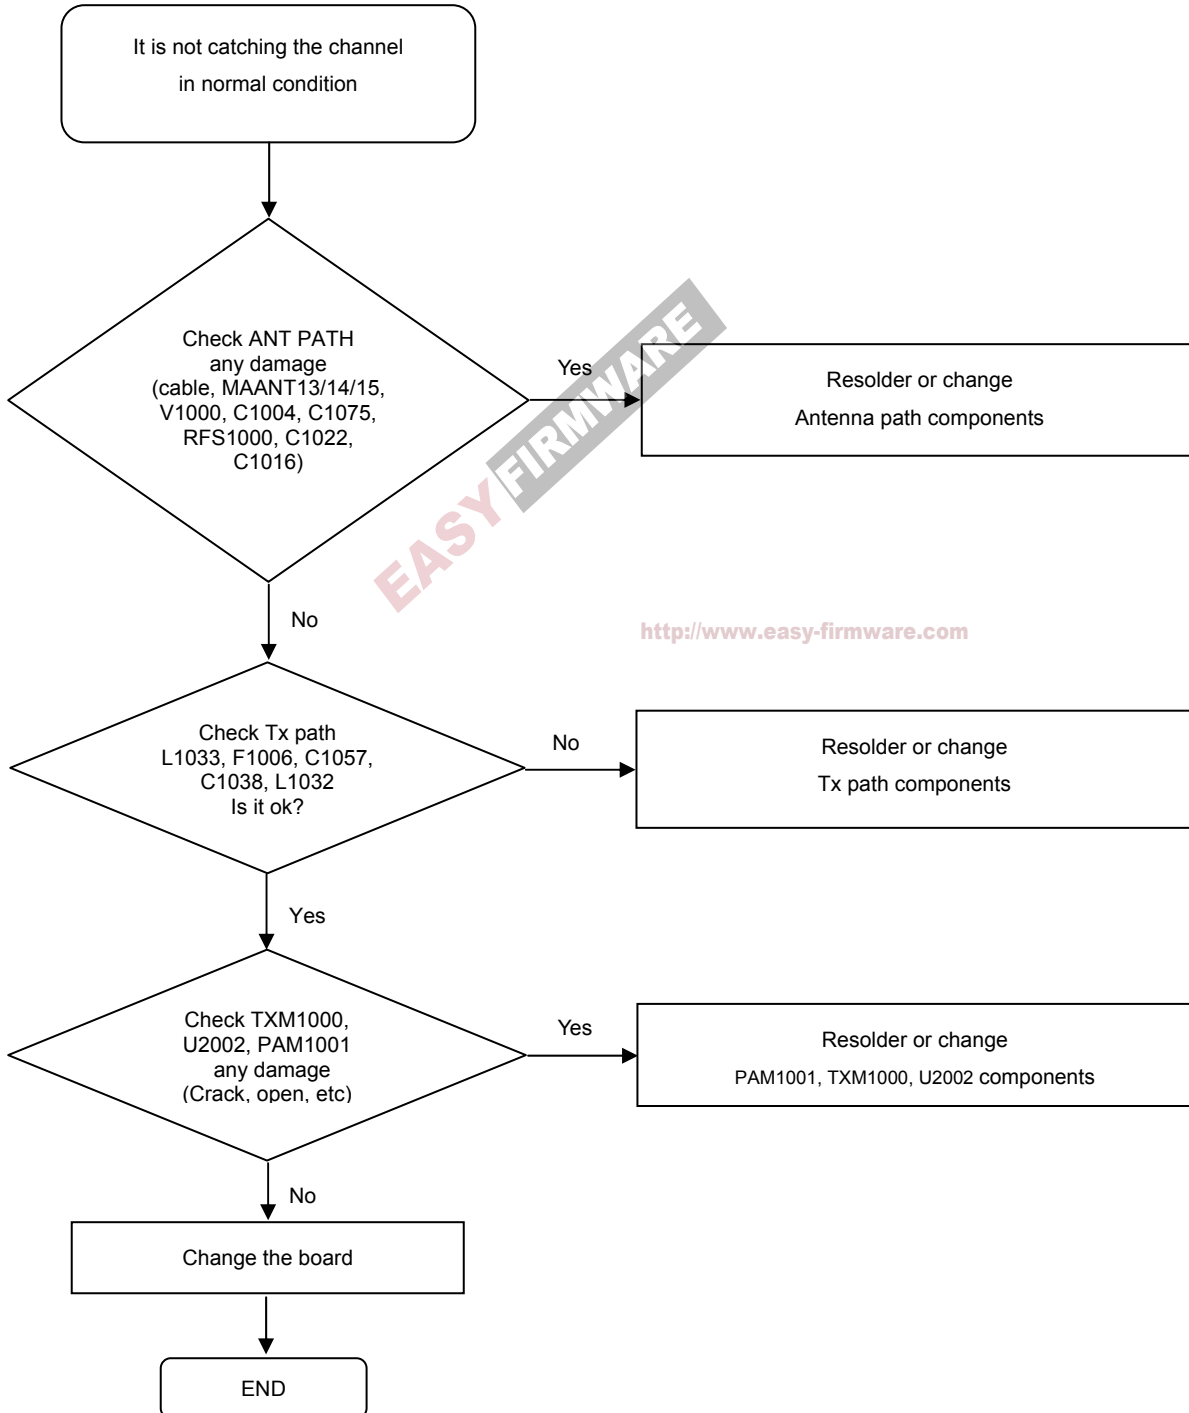 It is not catching the channel
in normal condition
Check ANT PATH
any damage
(cable, MAANT13/14/15,
V1000, C1004, C1075,
RFS1000, C1022,
C1016)
Yes
Resolder or change
Antenna path components
EASY FIRMWARE
No
http://www.easy-firmware.com
Check Tx path
L1033, F1006, C1057,
C1038, L1032
Is it ok?
No
Resolder or change
Tx path components
Yes
Check TXM1000,
U2002, PAM1001
any damage
(Crack, open, etc)
Yes
Resolder or change
PAM1001, TXM1000, U2002 components
No
Change the board
END